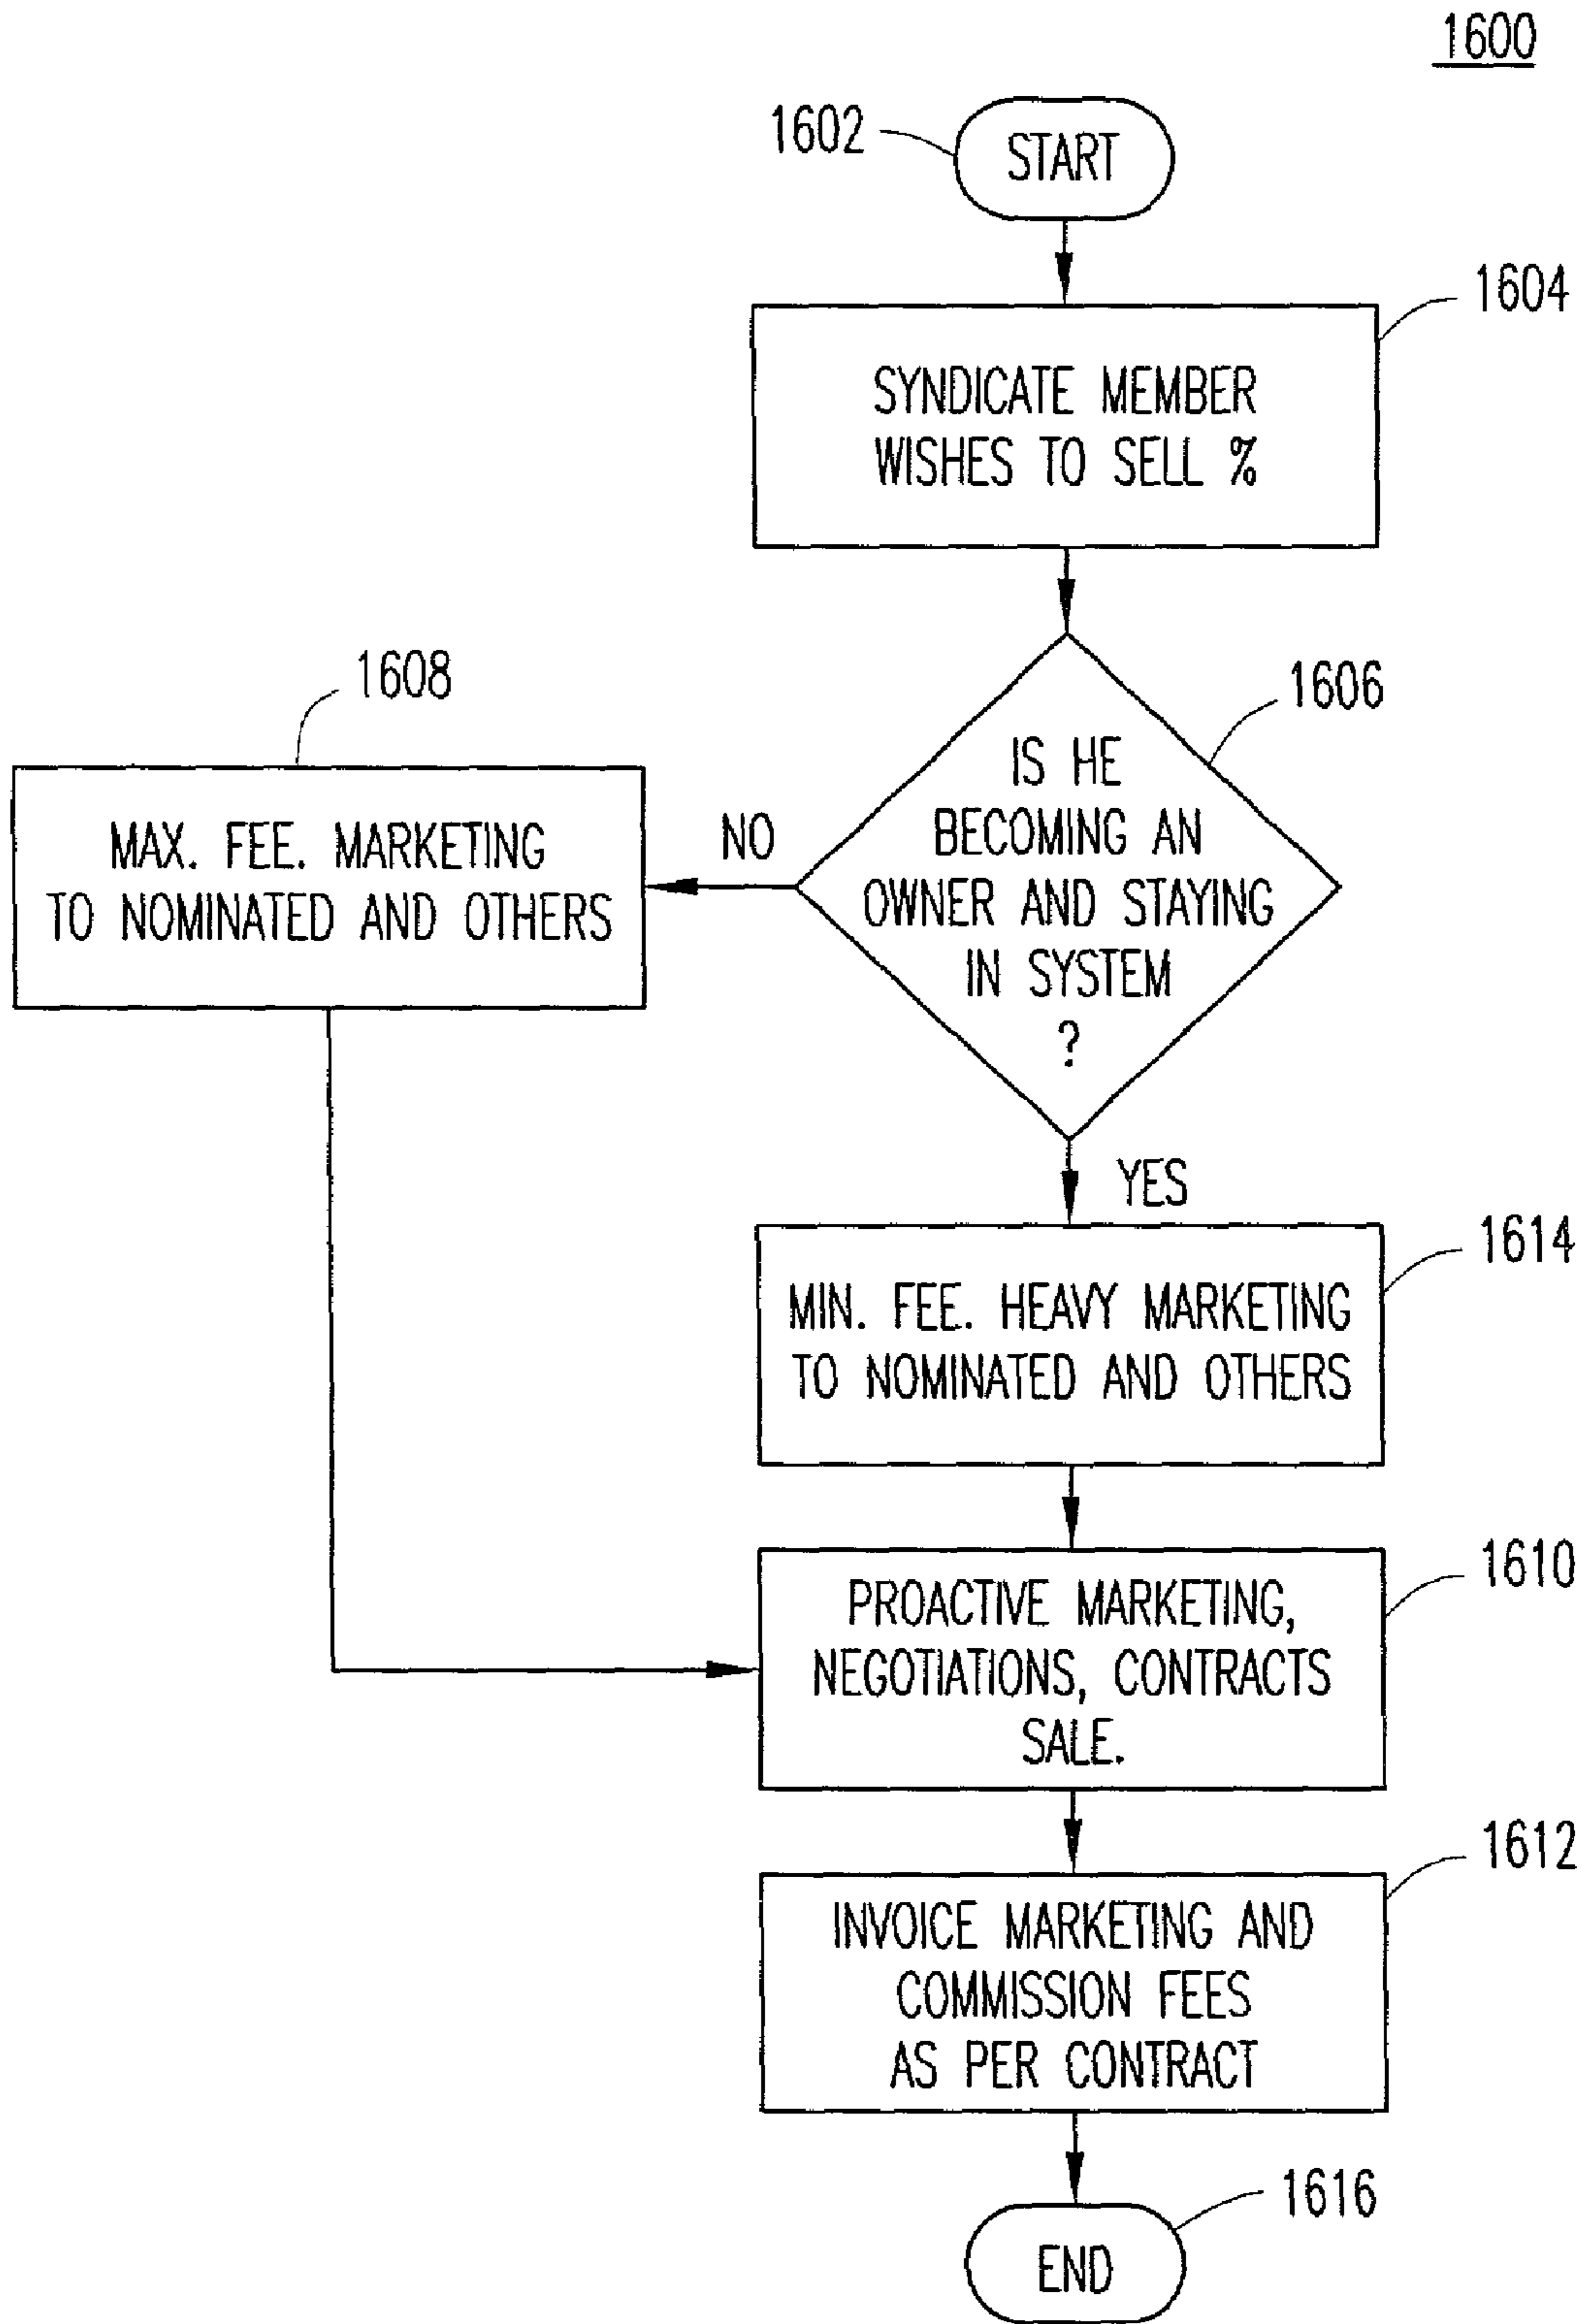 1600
1602
START
1604
SYNDICATE MEMBER
WISHES TO SELL %
1606
IS HE
BECOMING AN
OWNER AND STAYING
IN SYSTEM
?
NO
1608
MAX. FEE. MARKETING
TO NOMINATED AND OTHERS
YES
1614
MIN. FEE. HEAVY MARKETING
TO NOMINATED AND OTHERS
1610
PROACTIVE MARKETING,
NEGOTIATIONS, CONTRACTS
SALE.
1612
INVOICE MARKETING AND
COMMISSION FEES
AS PER CONTRACT
1616
END